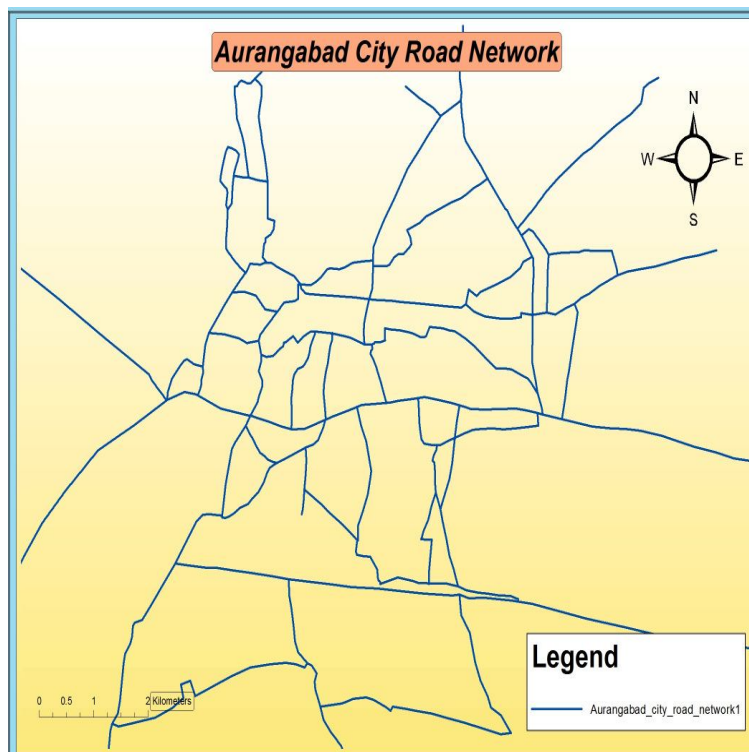 Aurangabad City Road Network
N
W E
S
0 0.5 1 2 Kilometers
Legend
Aurangabad_city_road_network1